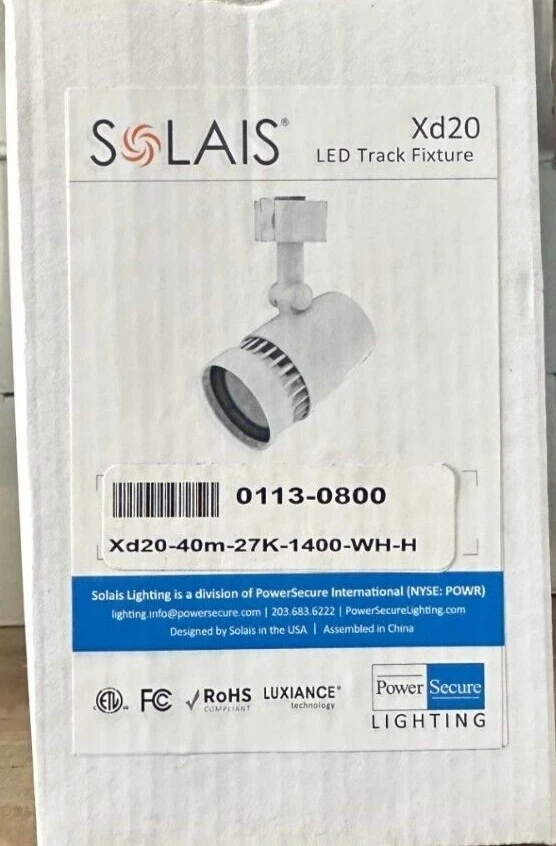 SOLAIS®
Xd20
LED Track Fixture
0113-0800
Xd20-40m-27K-1400-WH-H
Solais Lighting is a division of PowerSecure International (NYSE: POWR)
lighting.info@powersecure.com | 203.683.6222 | PowerSecureLighting.com
Designed by Solais in the USA | Assembled in China
ETL
FC
RoHS
COMPLIANT
LUXIANCE®
technology
Power Secure
LIGHTING